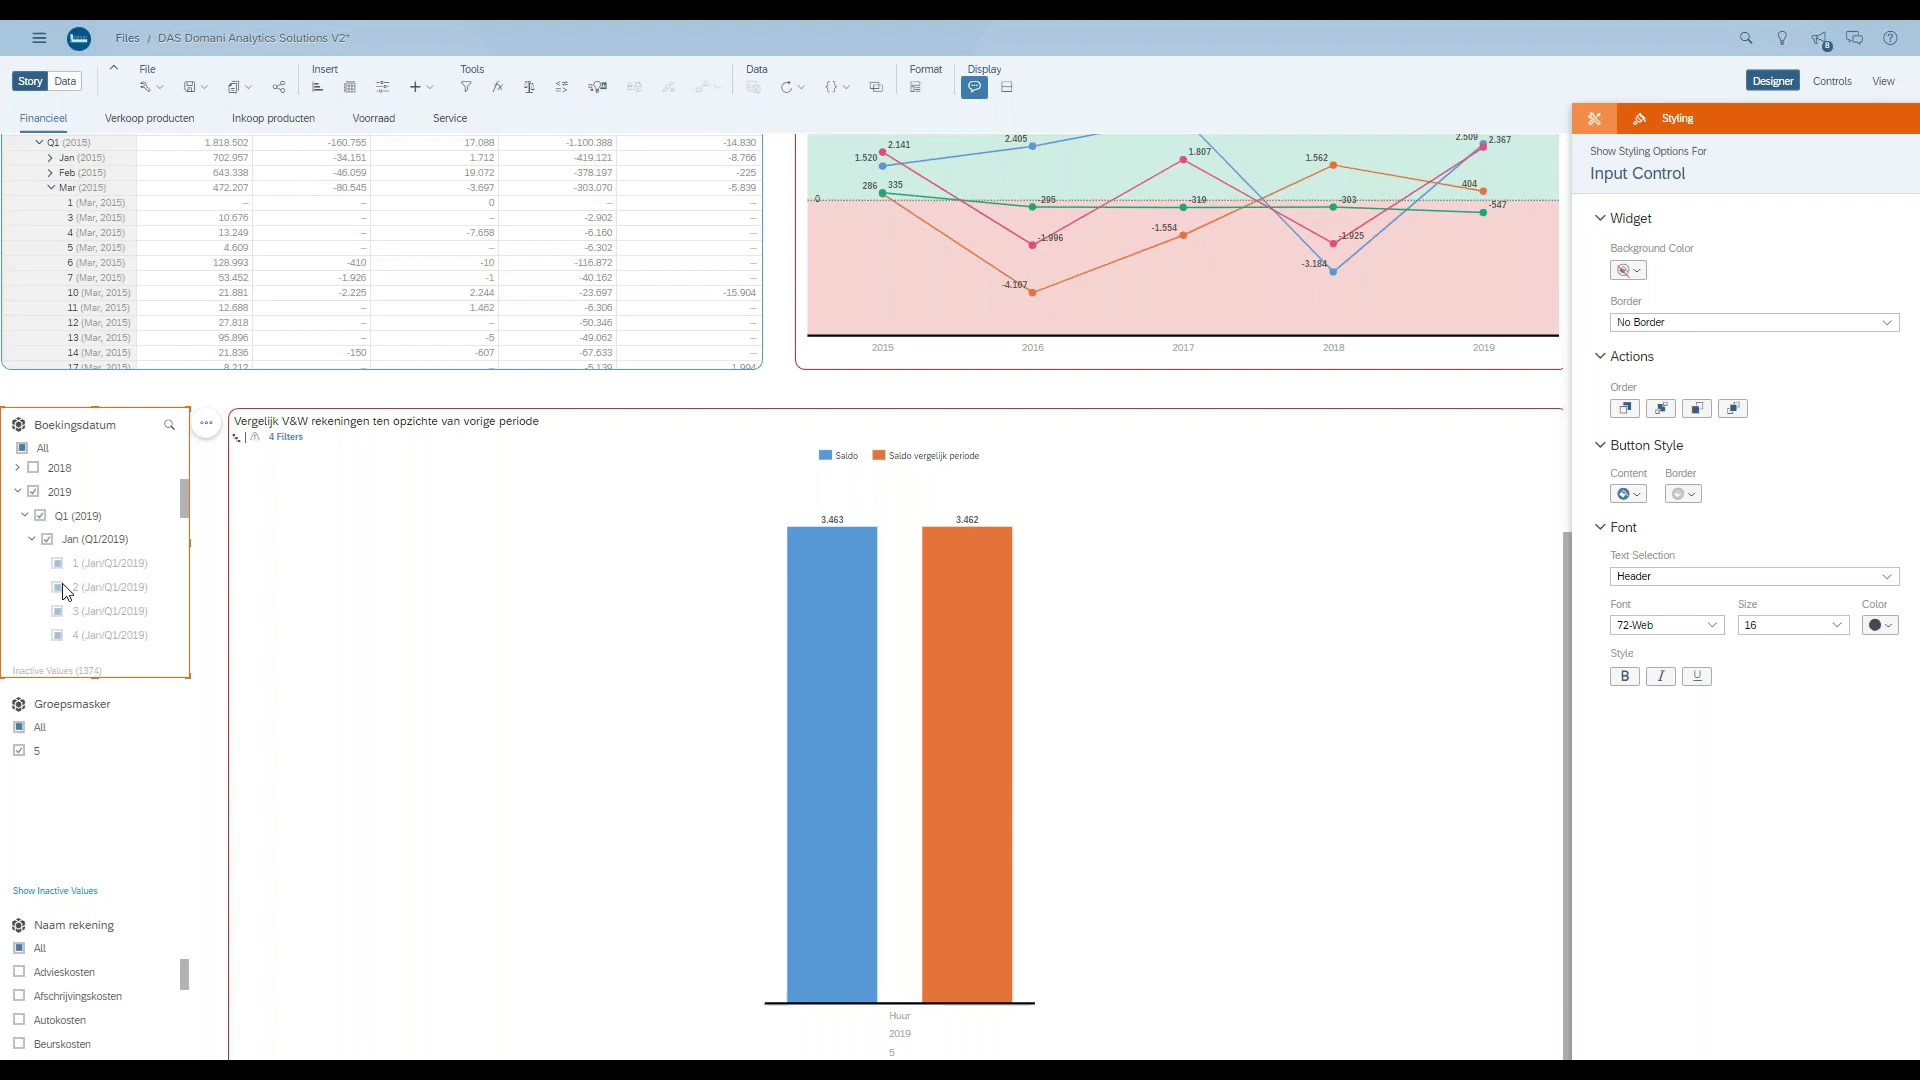 Files / DAS Domani Analytics Solutions V2*
8
Story Data
File Insert Tools Data Format Display
Designer Controls View
Financieel Verkoop producten Inkoop producten Voorraad Service
Q1 (2015) 1.818.502 -160.755 17.088 -1.100.388 -14.830
Jan (2015) 702.957 -34.151 1.712 -419.121 -8.766
Feb (2015) 643.338 -46.059 19.072 -378.197 -225
Mar (2015) 472.207 -80.545 -3.697 -303.070 -5.839
1 (Mar, 2015) – – 0 – –
3 (Mar, 2015) 10.676 – – -2.902 –
4 (Mar, 2015) 13.249 – -7.658 -6.160 –
5 (Mar, 2015) 4.609 – – -6.302 –
6 (Mar, 2015) 128.993 -410 -10 -116.872 –
7 (Mar, 2015) 53.452 -1.926 -1 -40.162 –
10 (Mar, 2015) 21.881 -2.225 2.244 -23.697 -15.904
11 (Mar, 2015) 12.688 – 1.462 -6.306 –
12 (Mar, 2015) 27.818 – – -50.346 –
13 (Mar, 2015) 95.896 – -5 -49.062 –
14 (Mar, 2015) 21.836 -150 -607 -67.633 –
17 (Mar, 2015) 8.212 – – -5.139 1.994
2.405 2.509 2.367
2.141 1.807
1.520 1.562
286 335 404
0 -295 -319 -303 -547
-1.996 -1.554 -1.925
-3.184
-4.107
2015 2016 2017 2018 2019
Boekingsdatum
All
2018
2019
Q1 (2019)
Jan (Q1/2019)
1 (Jan/Q1/2019)
2 (Jan/Q1/2019)
3 (Jan/Q1/2019)
4 (Jan/Q1/2019)
Inactive Values (1374)
Groepsmasker
All
5
Show Inactive Values
Naam rekening
All
Advieskosten
Afschrijvingskosten
Autokosten
Beurskosten
Vergelijk V&W rekeningen ten opzichte van vorige periode
4 Filters
Saldo Saldo vergelijk periode
3.463 3.462
Huur
2019
5
Styling
Show Styling Options For
Input Control
Widget
Background Color
Border
No Border
Actions
Order
Button Style
Content Border
Font
Text Selection
Header
Font Size Color
72-Web 16
Style
B I U